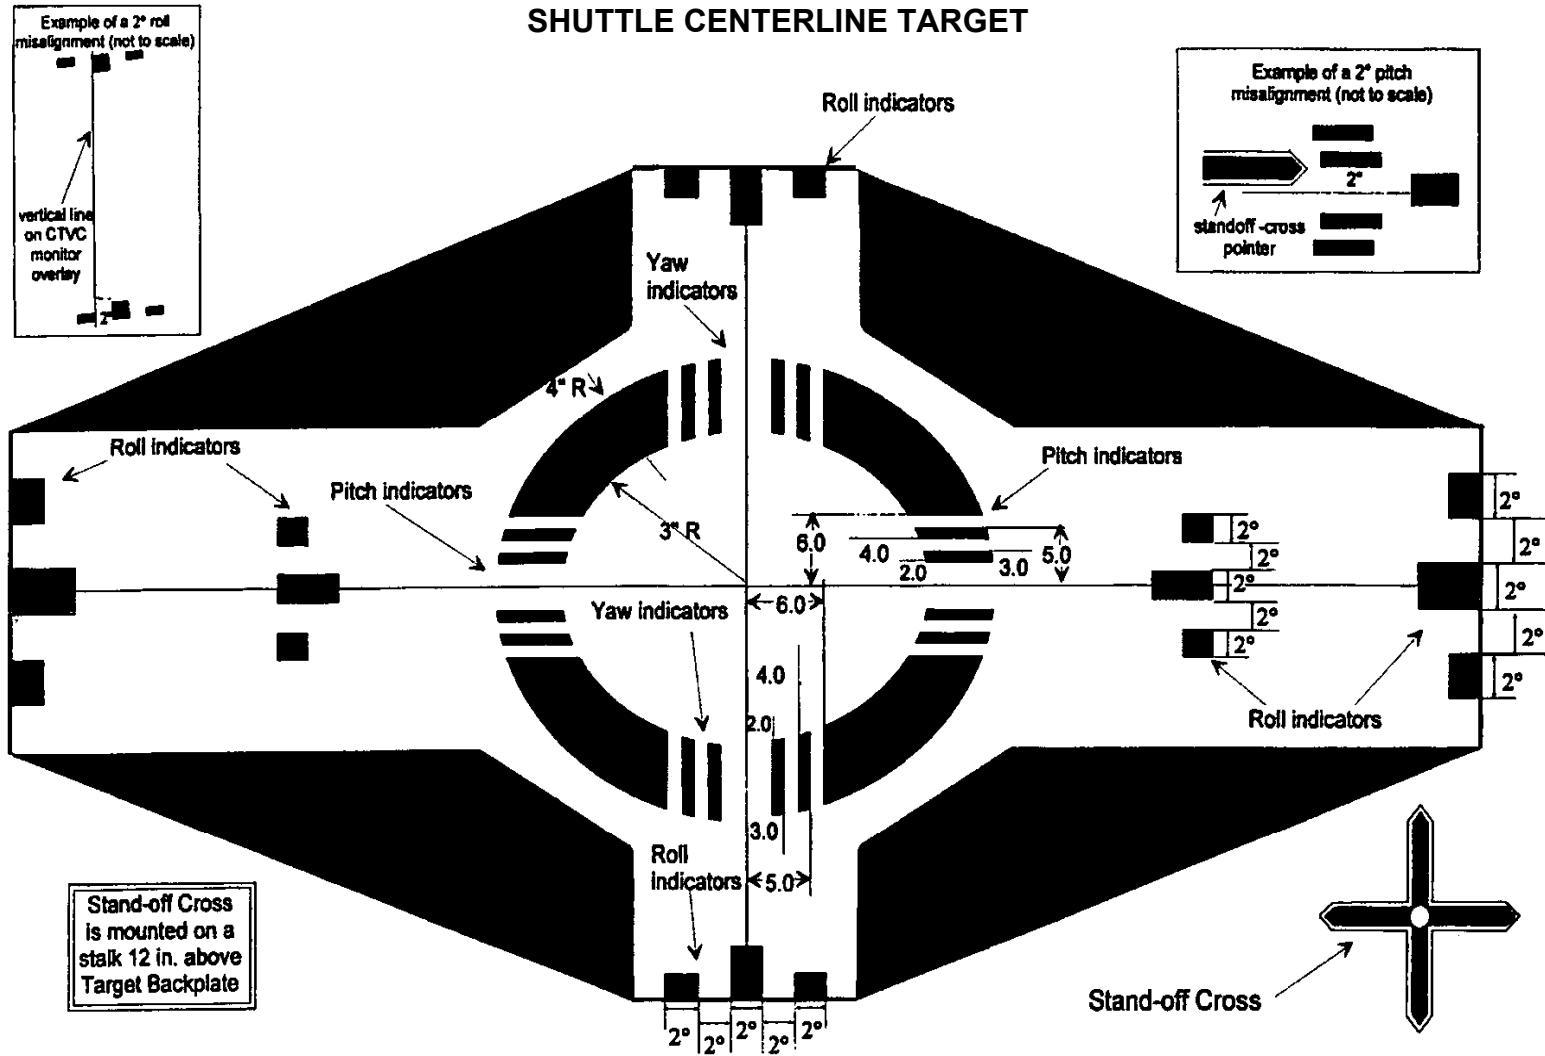 SHUTTLE CENTERLINE TARGET
Example of a 2° roll
misalignment (not to scale)
vertical line
on CTVC
monitor
overlay
2°
Example of a 2° pitch
misalignment (not to scale)
2°
standoff -cross
pointer
Roll indicators
Yaw
indicators
4" R
Roll indicators
Pitch indicators
Pitch indicators
3" R
6.0
4.0
2.0
3.0
5.0
6.0
2°
2°
2°
2°
2°
2°
2°
2°
2°
2°
Yaw indicators
4.0
2.0
3.0
5.0
Roll indicators
Roll
indicators
2°
2°
2°
2°
2°
Stand-off Cross
is mounted on a
stalk 12 in. above
Target Backplate
Stand-off Cross